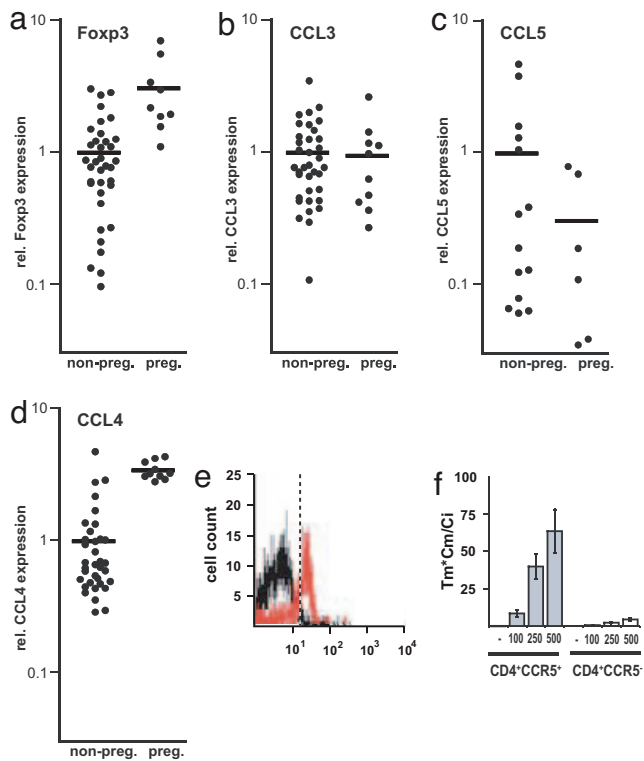 a
Foxp3
rel. Foxp3 expression
10
1
0.1
non-preg. preg.
b
CCL3
rel. CCL3 expression
10
1
0.1
non-preg. preg.
c
CCL5
rel. CCL5 expression
10
1
0.1
non-preg. preg.
d
CCL4
rel. CCL4 expression
10
1
0.1
non-preg. preg.
e
cell count
25
20
15
10
5
10¹ 10² 10³ 10⁴
f
Tm*Cm/Ci
100
75
50
25
- 100 250 500 - 100 250 500
CD4⁺CCR5⁺ CD4⁺CCR5⁻